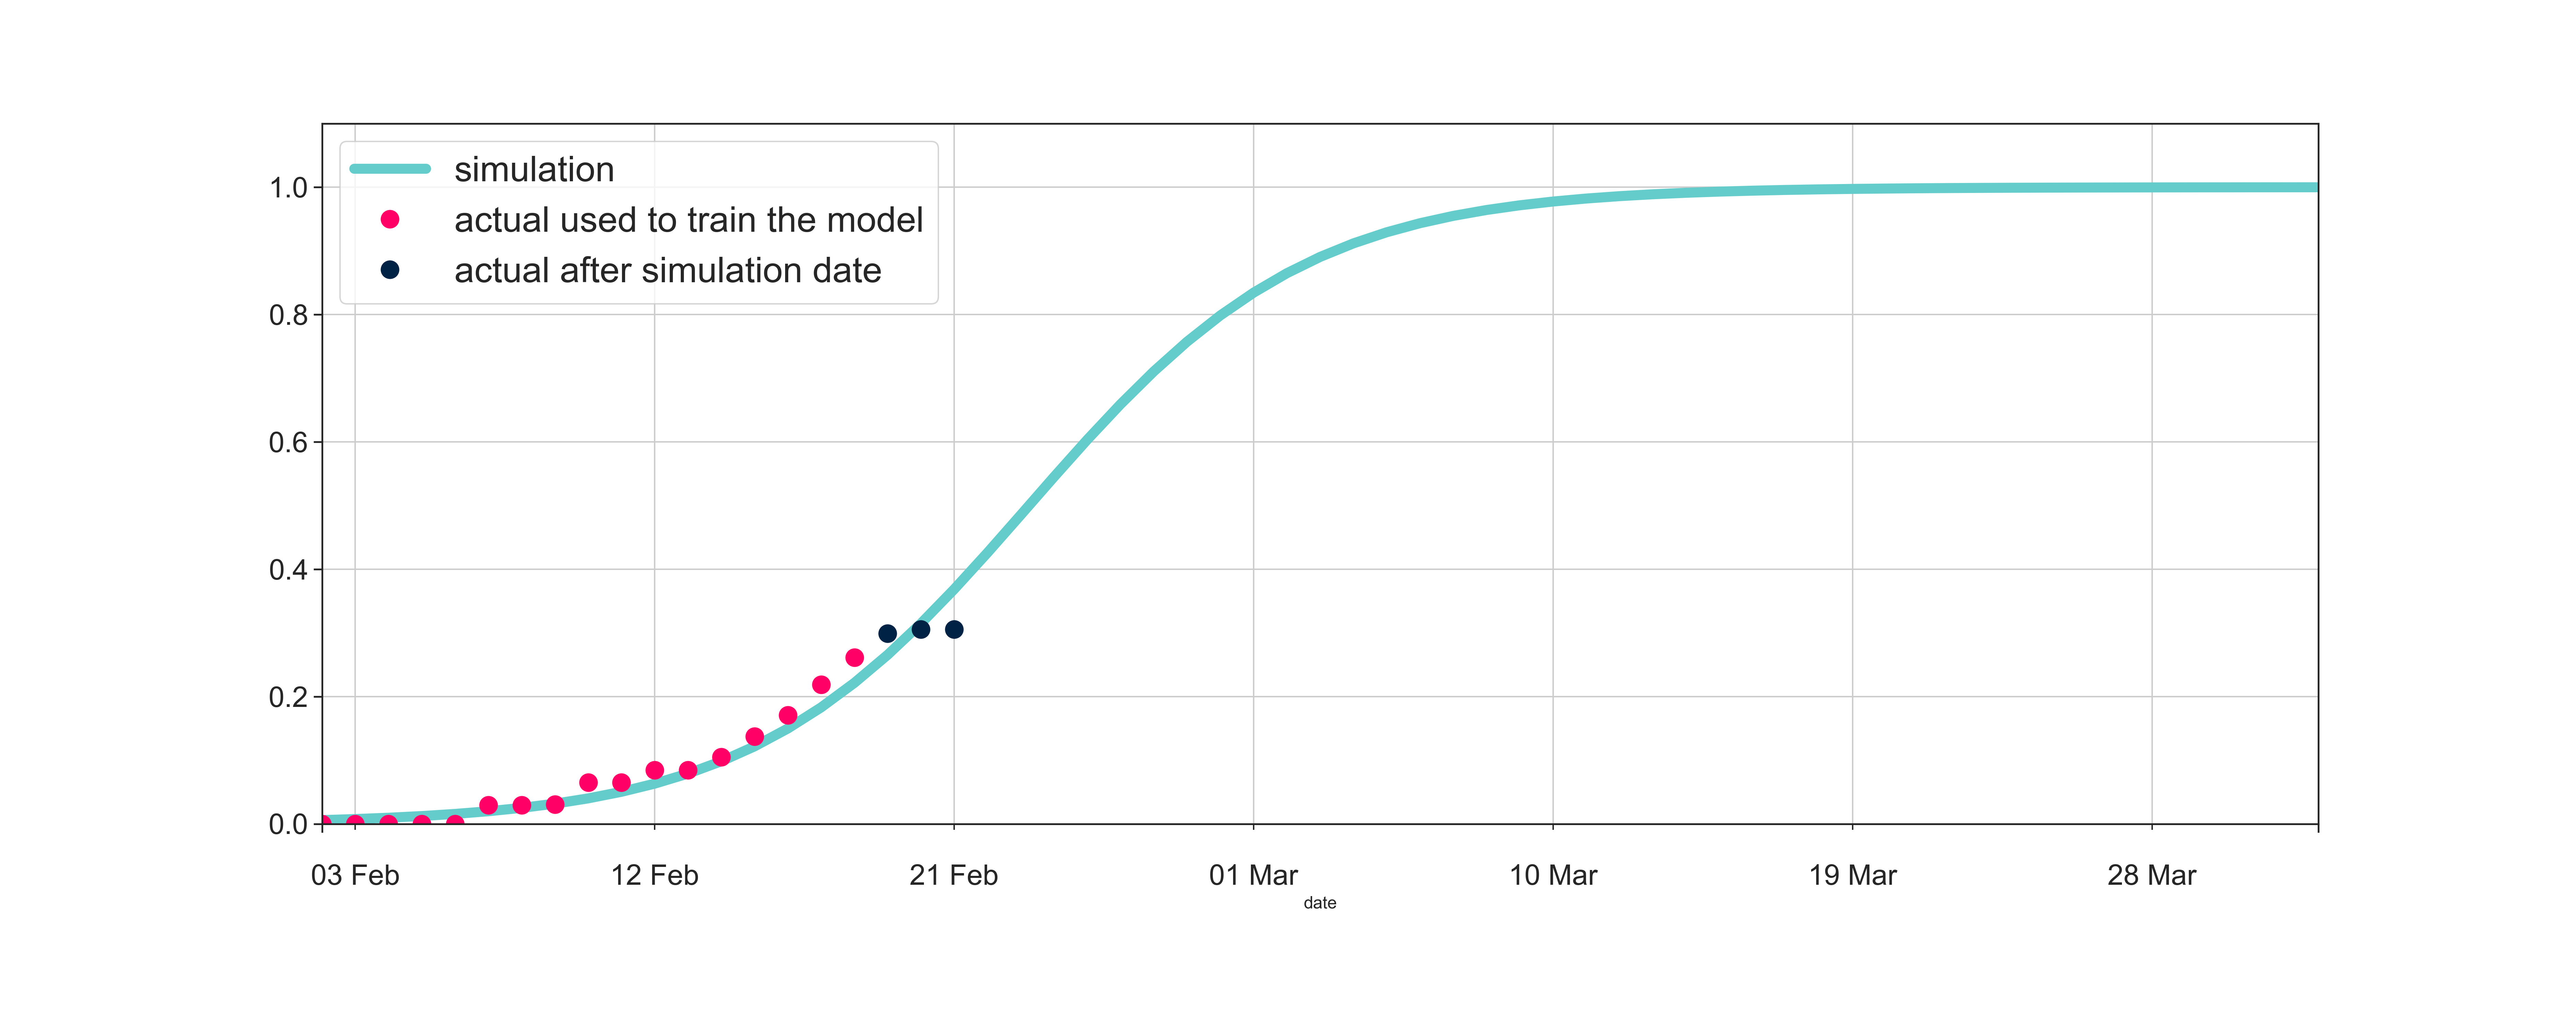 simulation
actual used to train the model
actual after simulation date
1.0
0.8
0.6
0.4
0.2
0.0
03 Feb 12 Feb 21 Feb 01 Mar 10 Mar 19 Mar 28 Mar
date